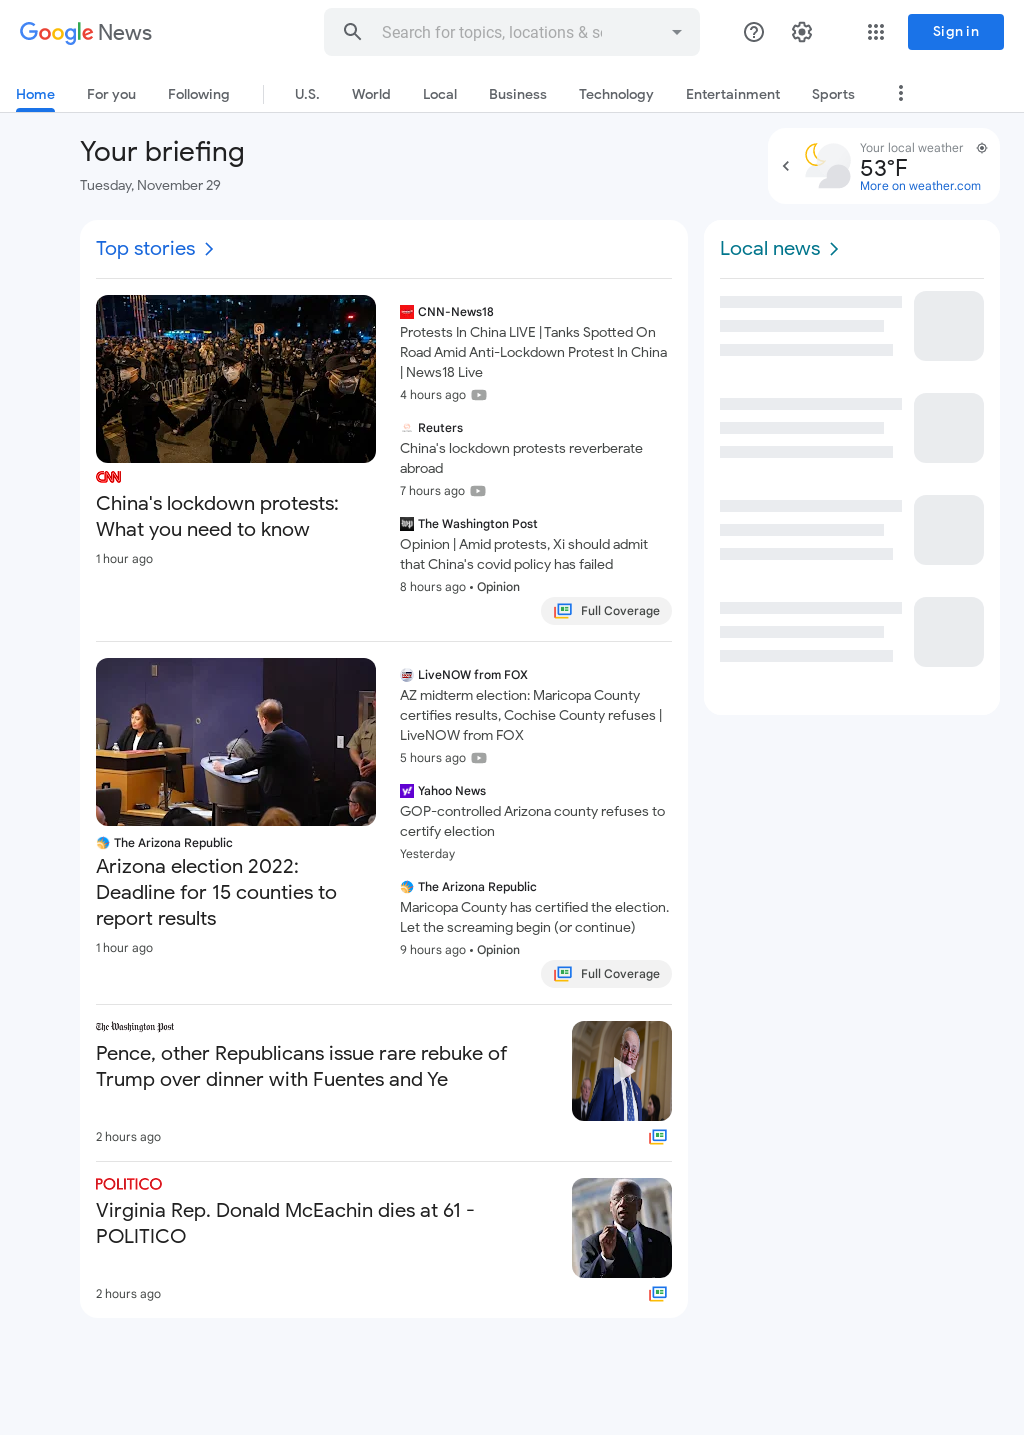 Google News
Search for topics, locations & so
Sign in
Home
For you
Following
U.S.
World
Local
Business
Technology
Entertainment
Sports
Your briefing
Tuesday, November 29
Your local weather
53°F
More on weather.com
Top stories
CNN
China's lockdown protests:
What you need to know
1 hour ago
CNN-News18
Protests In China LIVE | Tanks Spotted On
Road Amid Anti-Lockdown Protest In China
| News18 Live
4 hours ago
Reuters
China's lockdown protests reverberate
abroad
7 hours ago
The Washington Post
Opinion | Amid protests, Xi should admit
that China's covid policy has failed
8 hours ago • Opinion
Full Coverage
The Arizona Republic
Arizona election 2022:
Deadline for 15 counties to
report results
1 hour ago
LiveNOW from FOX
AZ midterm election: Maricopa County
certifies results, Cochise County refuses |
LiveNOW from FOX
5 hours ago
Yahoo News
GOP-controlled Arizona county refuses to
certify election
Yesterday
The Arizona Republic
Maricopa County has certified the election.
Let the screaming begin (or continue)
9 hours ago • Opinion
Full Coverage
The Washington Post
Pence, other Republicans issue rare rebuke of
Trump over dinner with Fuentes and Ye
2 hours ago
POLITICO
Virginia Rep. Donald McEachin dies at 61 -
POLITICO
2 hours ago
Local news